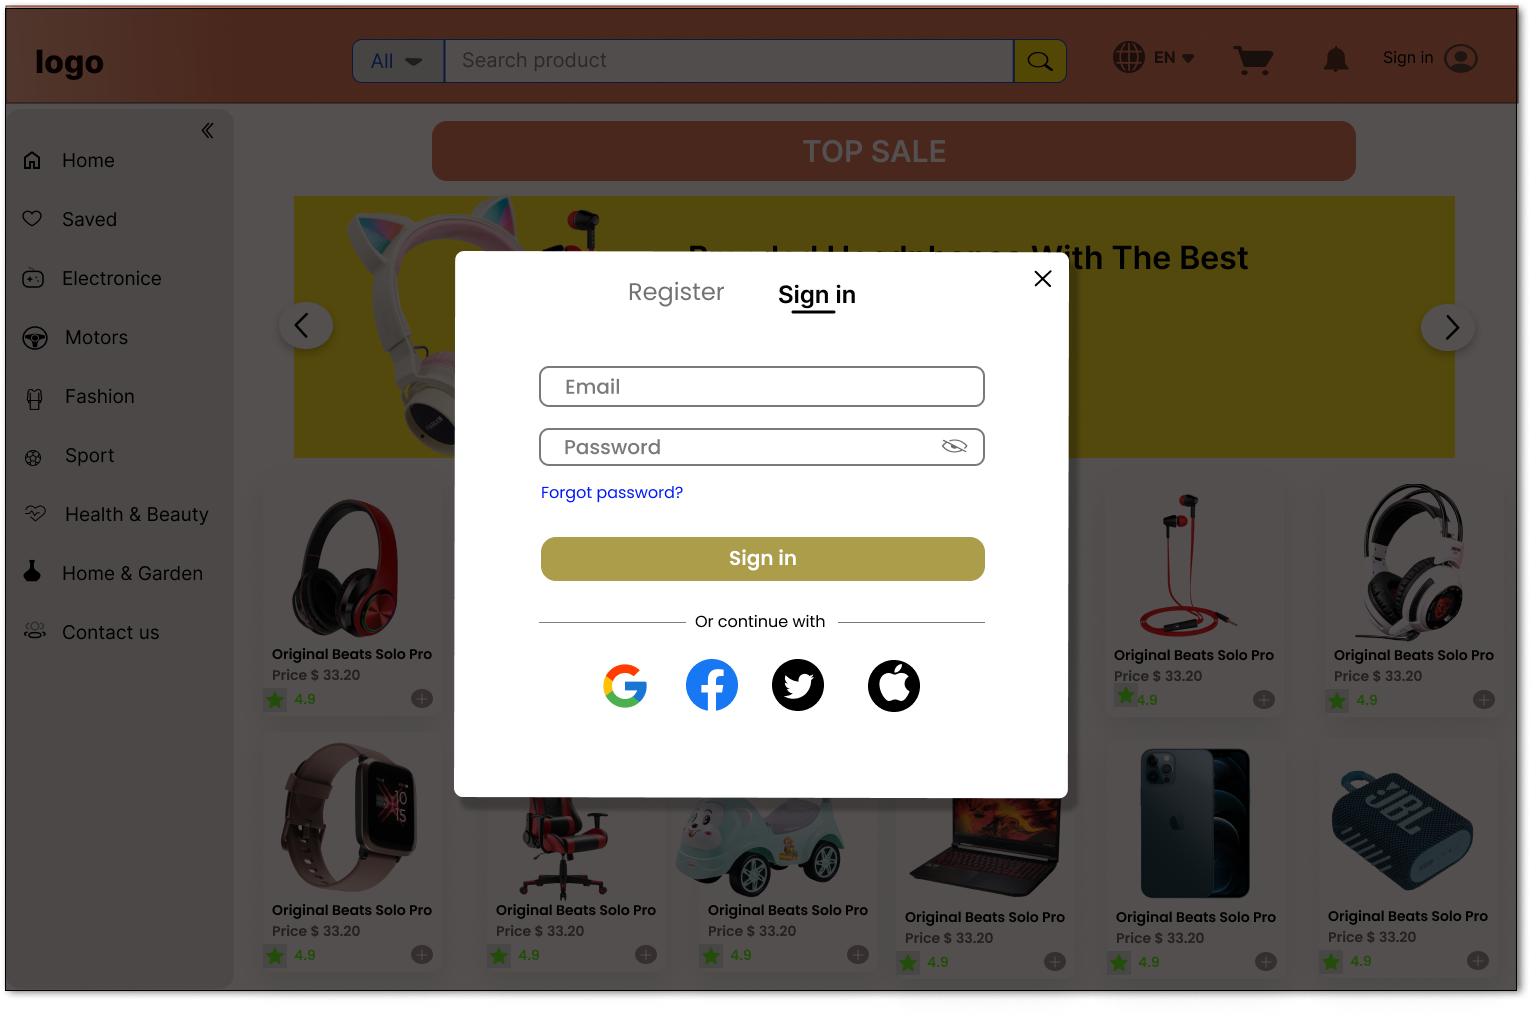 logo
All
Search product
EN
Sign in
Home
Saved
Electronice
Motors
Fashion
Sport
Health & Beauty
Home & Garden
Contact us
TOP SALE
With The Best
Register
Sign in
Email
Password
Forgot password?
Sign in
Or continue with
Original Beats Solo Pro
Price $ 33.20
4.9
Original Beats Solo Pro
Price $ 33.20
4.9
Original Beats Solo Pro
Price $ 33.20
4.9
10
15
JBL
Original Beats Solo Pro
Price $ 33.20
4.9
Original Beats Solo Pro
Price $ 33.20
4.9
Original Beats Solo Pro
Price $ 33.20
4.9
Original Beats Solo Pro
Price $ 33.20
4.9
Original Beats Solo Pro
Price $ 33.20
4.9
Original Beats Solo Pro
Price $ 33.20
4.9